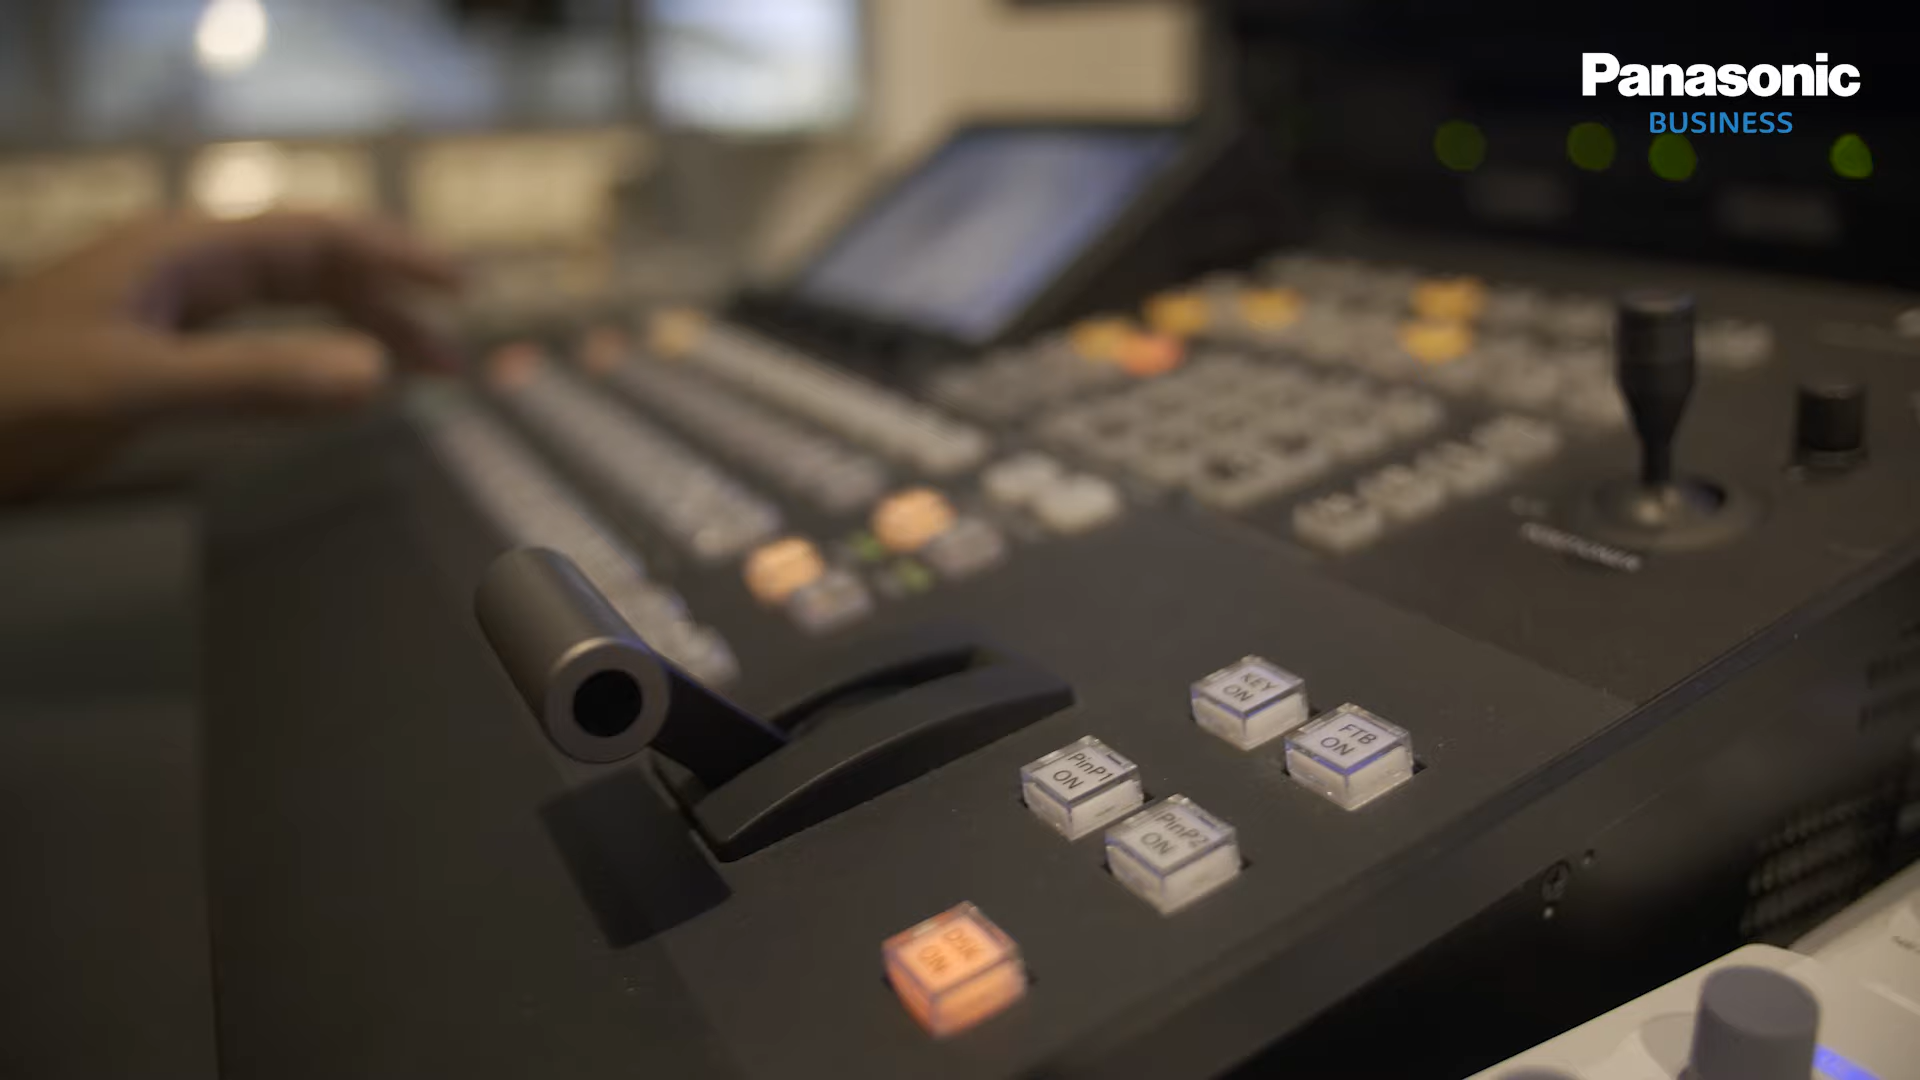 Panasonic
BUSINESS
KEY
ON
FTB
ON
PinP1
ON
PinP2
ON
DSK
ON